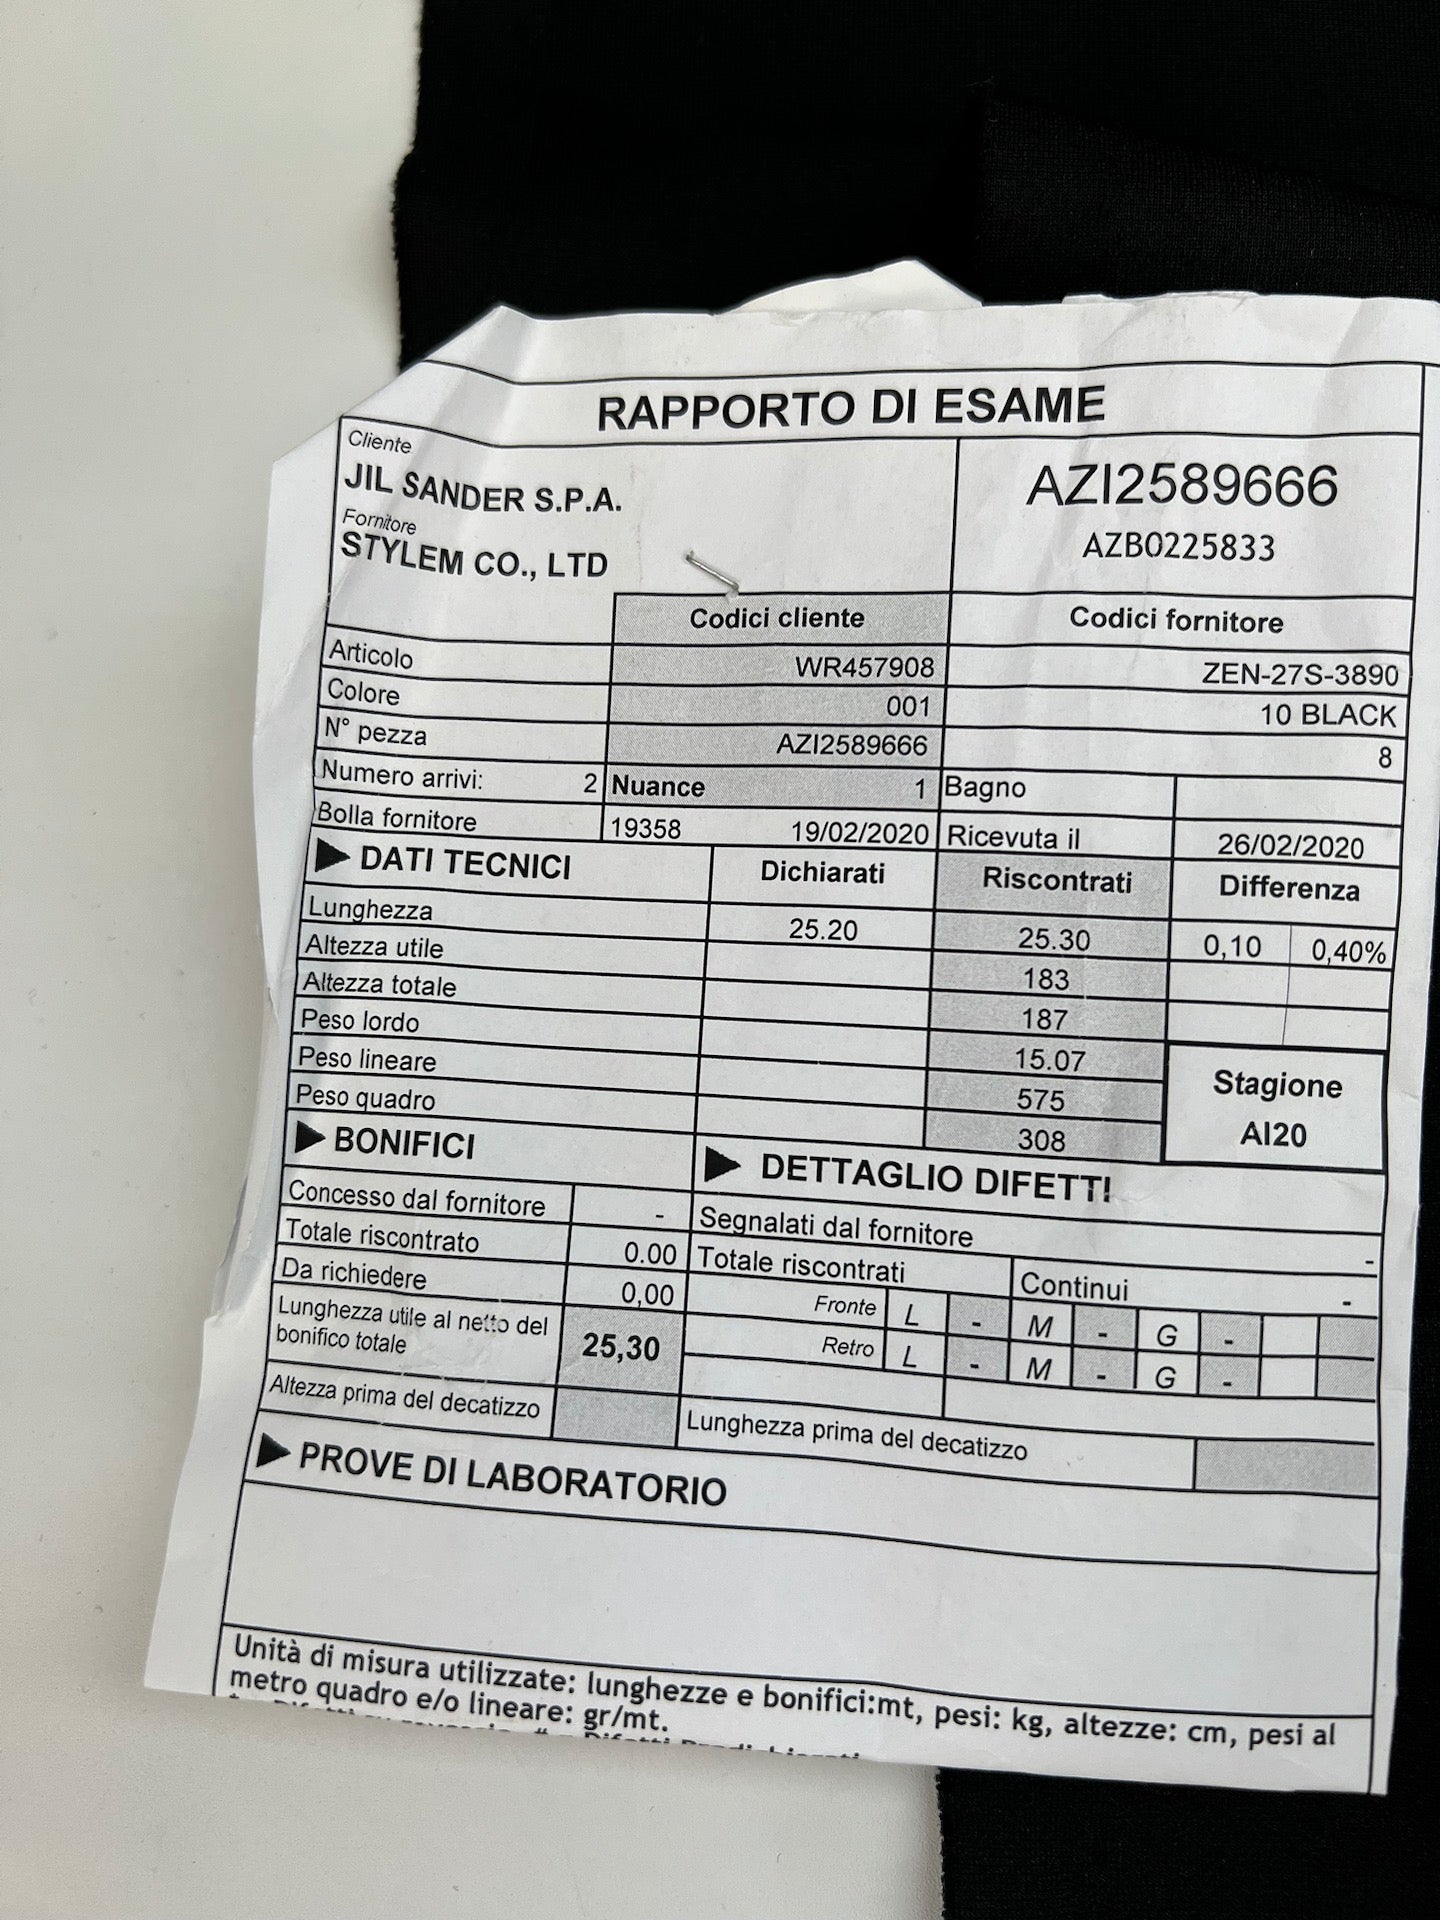 RAPPORTO DI ESAME
Cliente
JIL SANDER S.P.A.
Fornitore
STYLEM CO., LTD
AZI2589666
AZB0225833
Codici cliente Codici fornitore
Articolo WR457908 ZEN-27S-3890
Colore 001 10 BLACK
N° pezza AZI2589666 8
Numero arrivi: 2 Nuance 1 Bagno
Bolla fornitore 19358 19/02/2020 Ricevuta il 26/02/2020
DATI TECNICI Dichiarati Riscontrati Differenza
Lunghezza 25.20 25.30 0,10 0,40%
Altezza utile 183
Altezza totale 187
Peso lordo 15.07
Peso lineare 575
Peso quadro 308
Stagione
AI20
BONIFICI
Concesso dal fornitore -
Totale riscontrato 0.00
Da richiedere 0,00
Lunghezza utile al netto del
bonifico totale 25,30
Altezza prima del decatizzo
DETTAGLIO DIFETTI
Segnalati dal fornitore -
Totale riscontrati Continui -
Fronte L - M - G -
Retro L - M - G -
Lunghezza prima del decatizzo
PROVE DI LABORATORIO
Unità di misura utilizzate: lunghezze e bonifici:mt, pesi: kg, altezze: cm, pesi al
metro quadro e/o lineare: gr/mt.